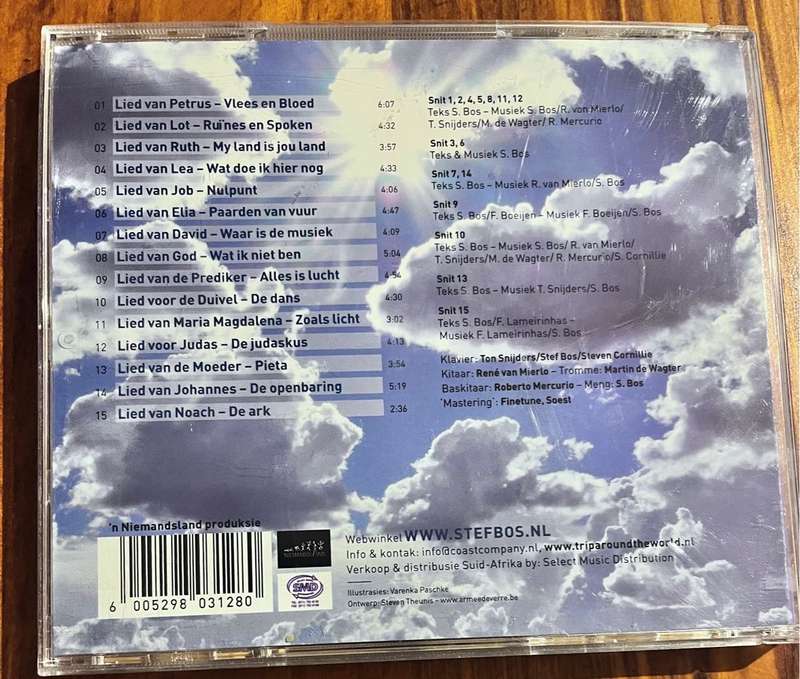 01 Lied van Petrus – Vlees en Bloed 6:07
02 Lied van Lot – Ruïnes en Spoken 4:32
03 Lied van Ruth – My land is jou land 3:57
04 Lied van Lea – Wat doe ik hier nog 4:33
05 Lied van Job – Nulpunt 4:06
06 Lied van Elia – Paarden van vuur 4:47
07 Lied van David – Waar is de musiek 4:09
08 Lied van God – Wat ik niet ben 5:04
09 Lied van de Prediker – Alles is lucht 4:54
10 Lied voor de Duivel – De dans 4:30
11 Lied van Maria Magdalena – Zoals licht 3:02
12 Lied voor Judas – De judaskus 4:13
13 Lied van de Moeder – Pieta 3:54
14 Lied van Johannes – De openbaring 5:19
15 Lied van Noach – De ark 2:36
Snit 1, 2, 4, 5, 8, 11, 12
Teks S. Bos – Musiek S. Bos/R. von Mierlo/
T. Snijders/M. de Wagter/ R. Mercurio
Snit 3, 6
Teks & Musiek S. Bos
Snit 7, 14
Teks S. Bos – Musiek R. van Mierlo/S. Bos
Snit 9
Teks S. Bos/F. Boeijen – Musiek F. Boeijen/S. Bos
Snit 10
Teks S. Bos – Musiek S. Bos/ R. van Mierlo/
T. Snijders/M. de Wagter/ R. Mercurio/S. Cornillie
Snit 13
Teks S. Bos – Musiek T. Snijders/S. Bos
Snit 15
Teks S. Bos/F. Lameirinhas –
Musiek F. Lameirinhas/S. Bos
Klavier: Ton Snijders/Stef Bos/Steven Cornillie
Kitaar: René van Mierlo – Tromme: Martin de Wagter
Baskitaar: Roberto Mercurio – Meng: S. Bos
'Mastering': Finetune, Soest
'n Niemandsland produksie
6 005298 031280
NIEMANDSLAND
SMD
Webwinkel WWW.STEFBOS.NL
Info & kontak: info@coastcompany.nl, www.triparoundtheworld.nl
Verkoop & distribusie Suid-Afrika by: Select Music Distribution
Illustrasies: Varenka Paschke
Ontwerp: Steven Theunis – www.armeedeverre.be